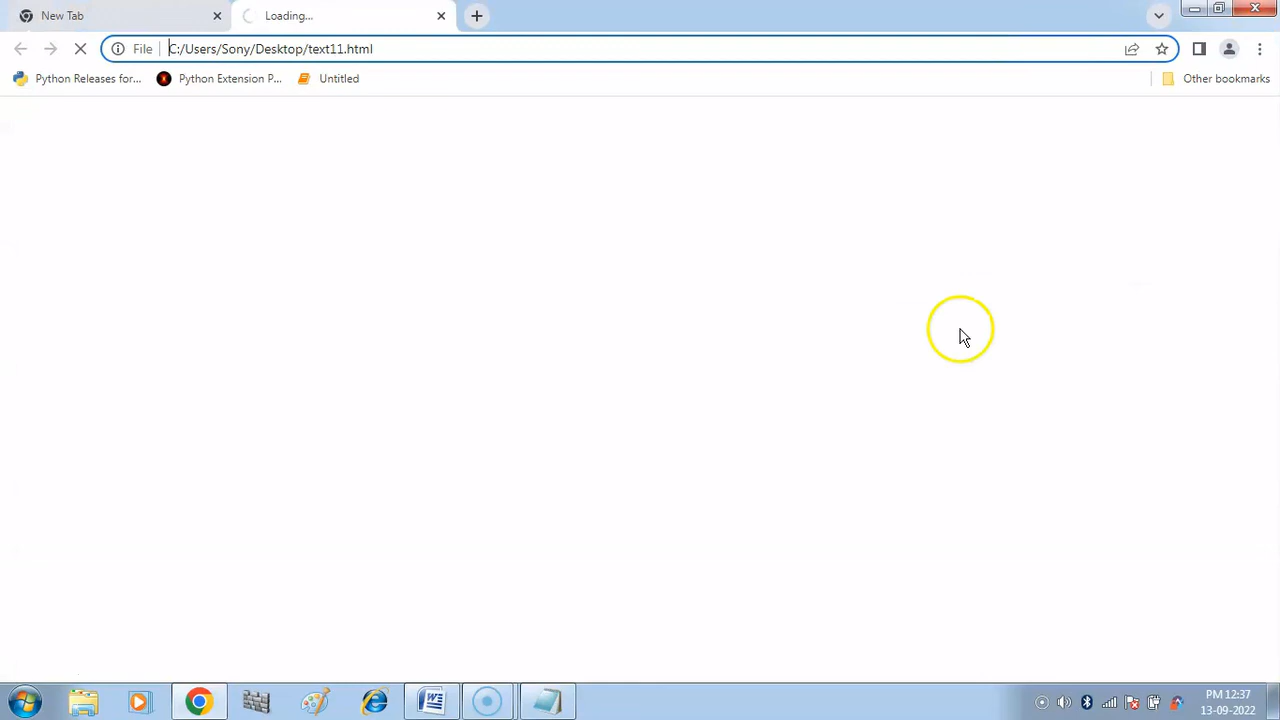 New Tab
Loading...
File
C:/Users/Sony/Desktop/text11.html
Python Releases for...
Python Extension P...
Untitled
Other bookmarks
PM 12:37
13-09-2022